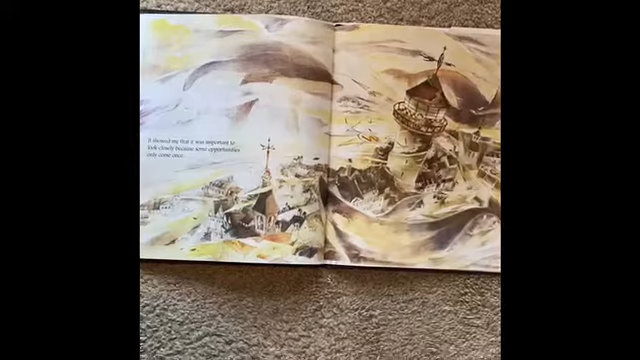 It showed me that it was important to
look closely because some opportunities
only come once.